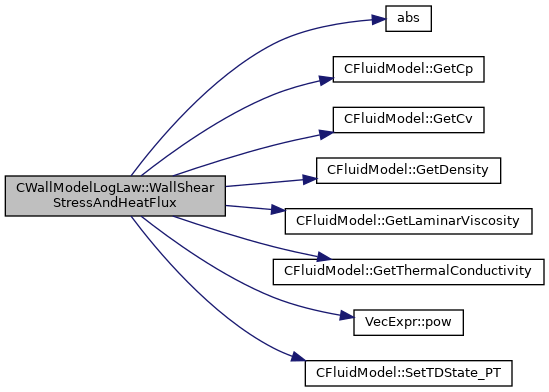 abs
CFluidModel::GetCp
CFluidModel::GetCv
CWallModelLogLaw::WallShear
StressAndHeatFlux
CFluidModel::GetDensity
CFluidModel::GetLaminarViscosity
CFluidModel::GetThermalConductivity
VecExpr::pow
CFluidModel::SetTDState_PT